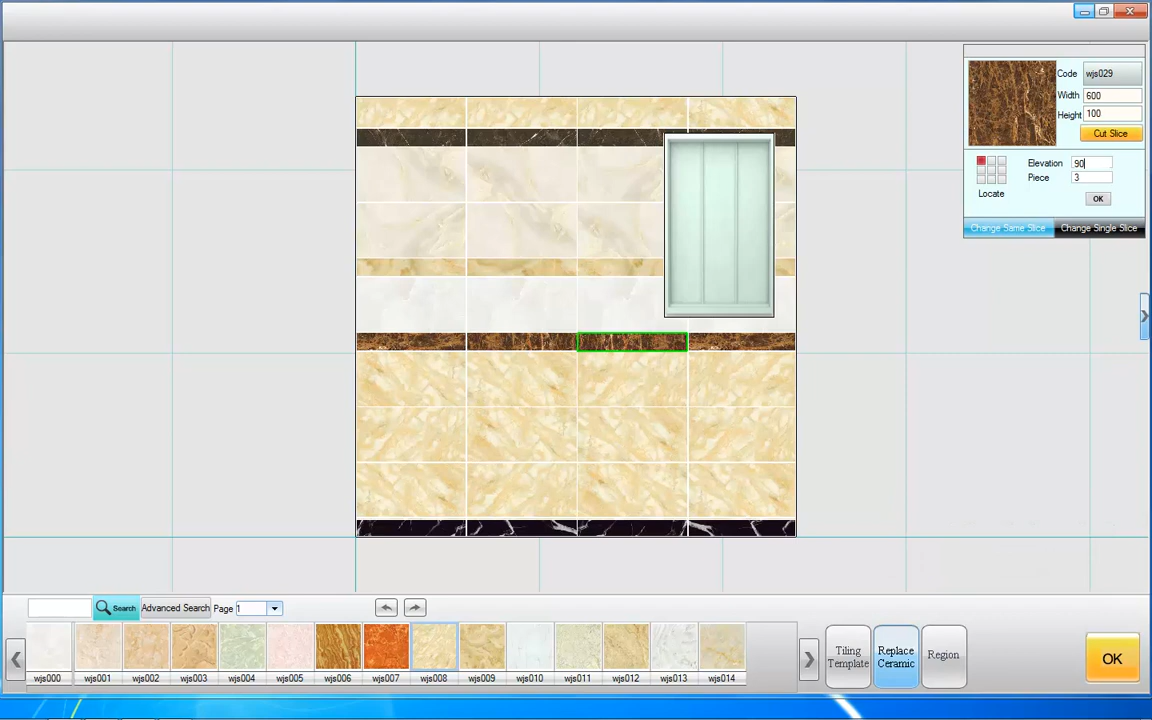 Code wjs029
Width 600
Height 100
Cut Slice
Elevation 90
Piece 3
Locate
OK
Change Same Slice Change Single Slice
Search Advanced Search Page 1
wjs000 wjs001 wjs002 wjs003 wjs004 wjs005 wjs006 wjs007 wjs008 wjs009 wjs010 wjs011 wjs012 wjs013 wjs014
Tiling
Template
Replace
Ceramic
Region
OK